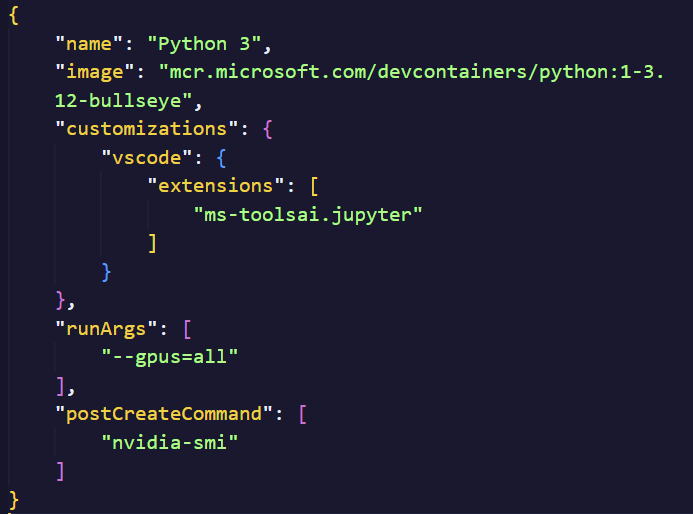 {
    "name": "Python 3",
    "image": "mcr.microsoft.com/devcontainers/python:1-3.
    12-bullseye",
    "customizations": {
        "vscode": {
            "extensions": [
                "ms-toolsai.jupyter"
            ]
        }
    },
    "runArgs": [
        "--gpus=all"
    ],
    "postCreateCommand": [
        "nvidia-smi"
    ]
}